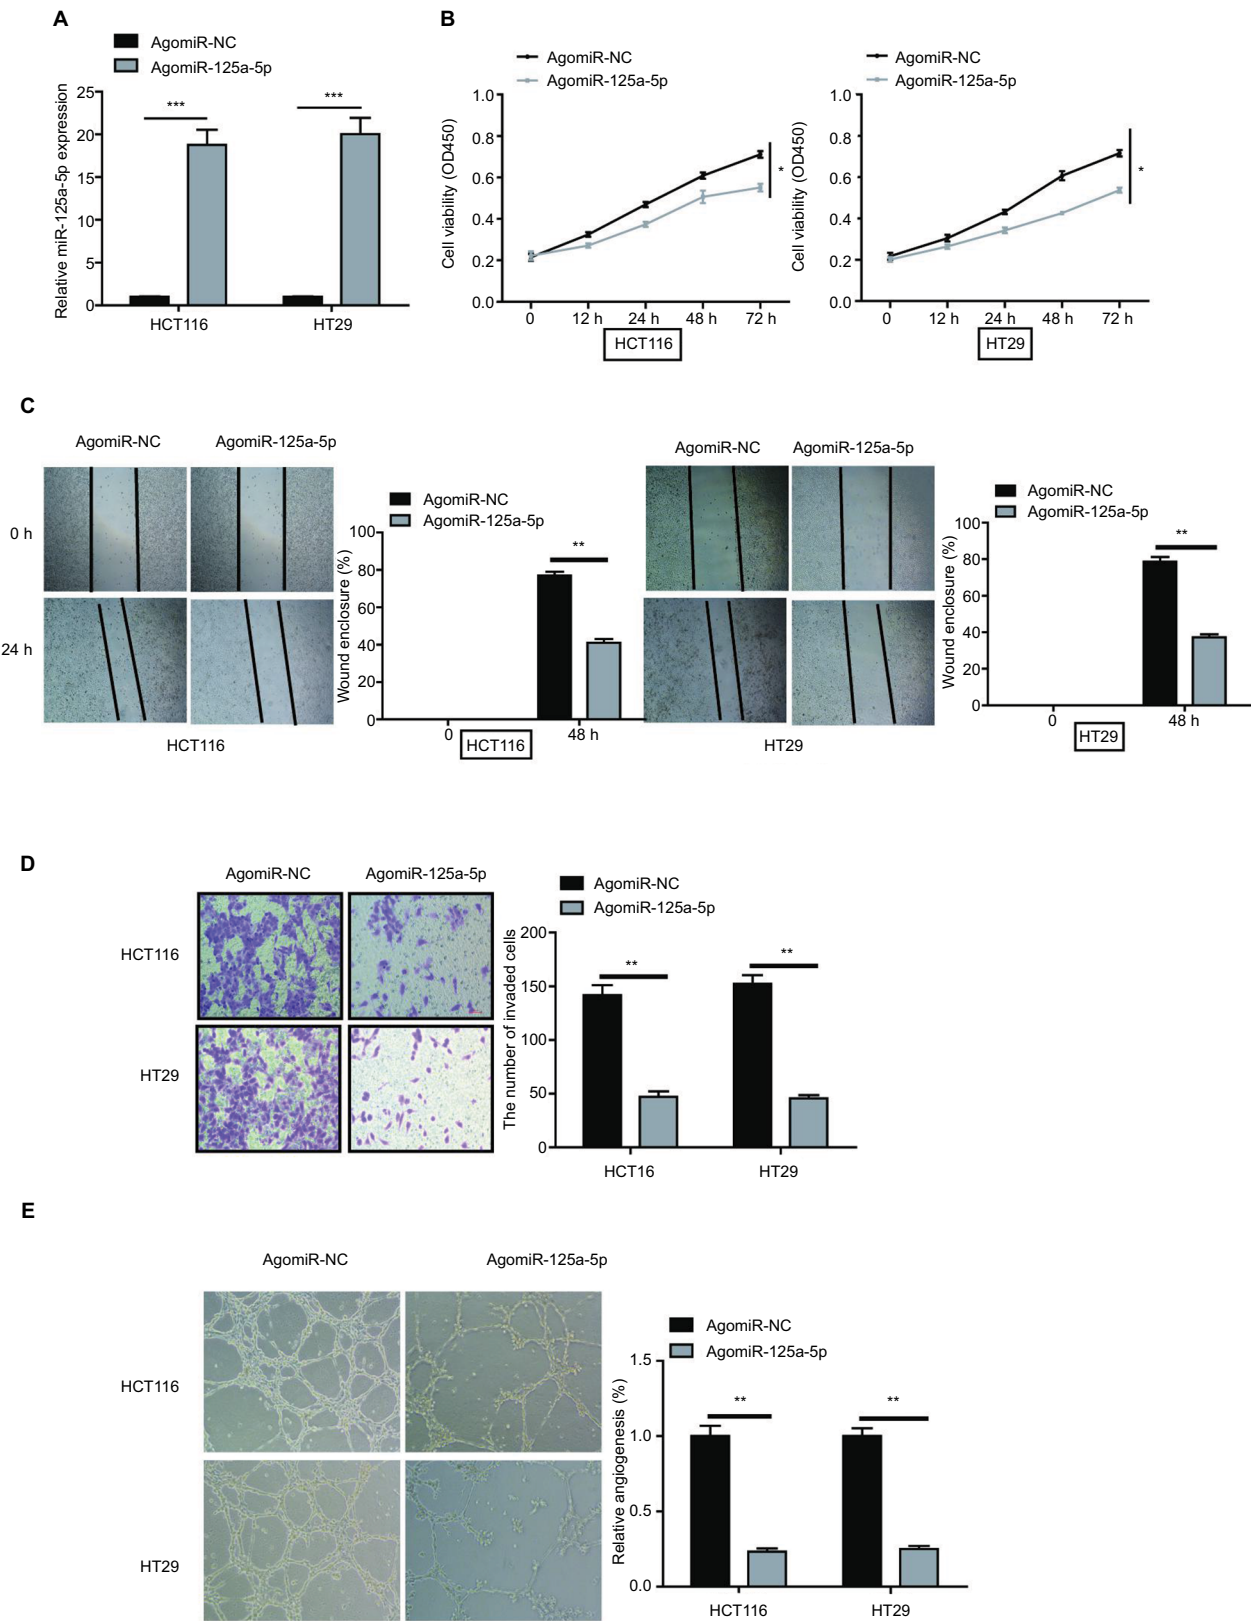 A
AgomiR-NC
AgomiR-125a-5p
Relative miR-125a-5p expression
25
20
15
10
5
0
***
***
HCT116
HT29
B
AgomiR-NC
AgomiR-125a-5p
Cell viability (OD450)
1.0
0.8
0.6
0.4
0.2
0.0
*
0
12 h
24 h
48 h
72 h
HCT116
AgomiR-NC
AgomiR-125a-5p
Cell viability (OD450)
1.0
0.8
0.6
0.4
0.2
0.0
*
0
12 h
24 h
48 h
72 h
HT29
C
AgomiR-NC
AgomiR-125a-5p
0 h
24 h
HCT116
AgomiR-NC
AgomiR-125a-5p
Wound enclosure (%)
100
80
60
40
20
0
**
0
48 h
HCT116
AgomiR-NC
AgomiR-125a-5p
HT29
AgomiR-NC
AgomiR-125a-5p
Wound enclosure (%)
100
80
60
40
20
0
**
0
48 h
HT29
D
AgomiR-NC
AgomiR-125a-5p
HCT116
HT29
AgomiR-NC
AgomiR-125a-5p
The number of invaded cells
200
150
100
50
0
**
**
HCT16
HT29
E
AgomiR-NC
AgomiR-125a-5p
HCT116
HT29
AgomiR-NC
AgomiR-125a-5p
Relative angiogenesis (%)
1.5
1.0
0.5
0.0
**
**
HCT116
HT29